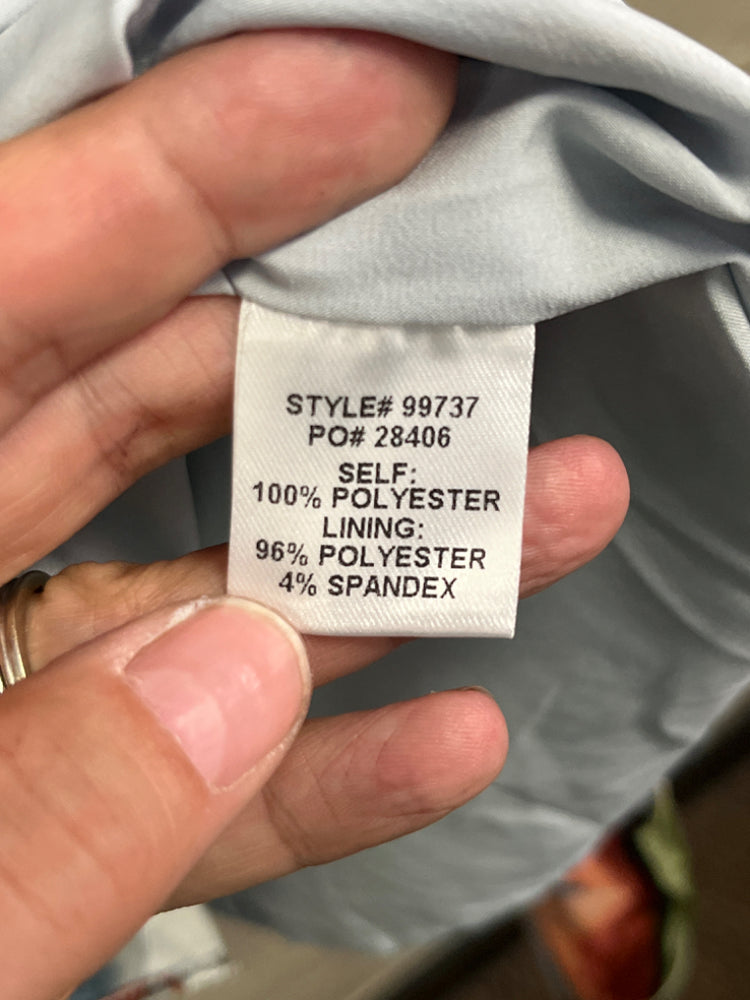 STYLE# 99737
PO# 28406
SELF:
100% POLYESTER
LINING:
96% POLYESTER
4% SPANDEX